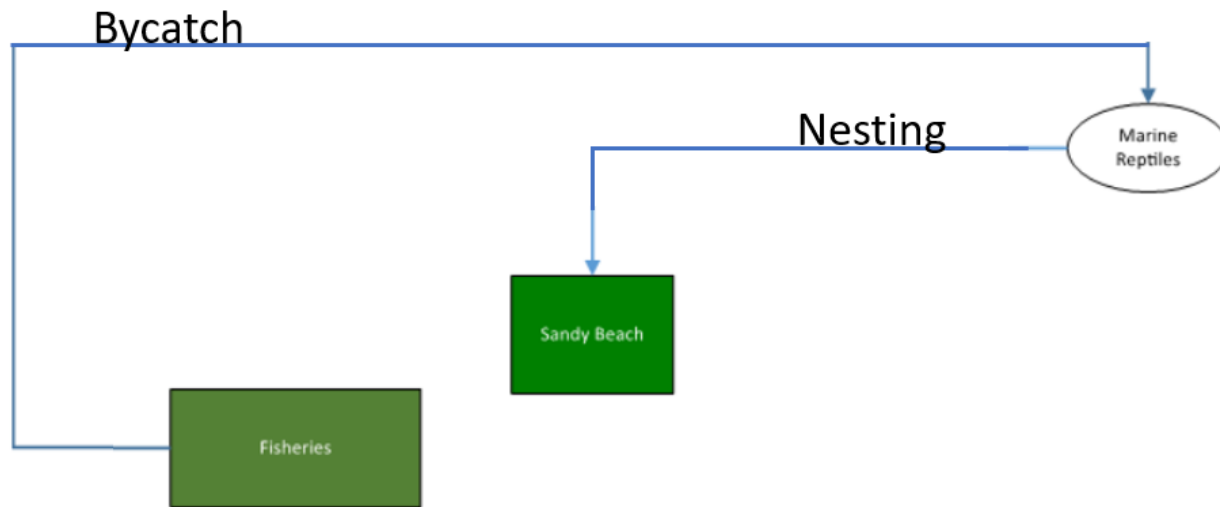 Bycatch
Nesting
Marine
Reptiles
Sandy Beach
Fisheries